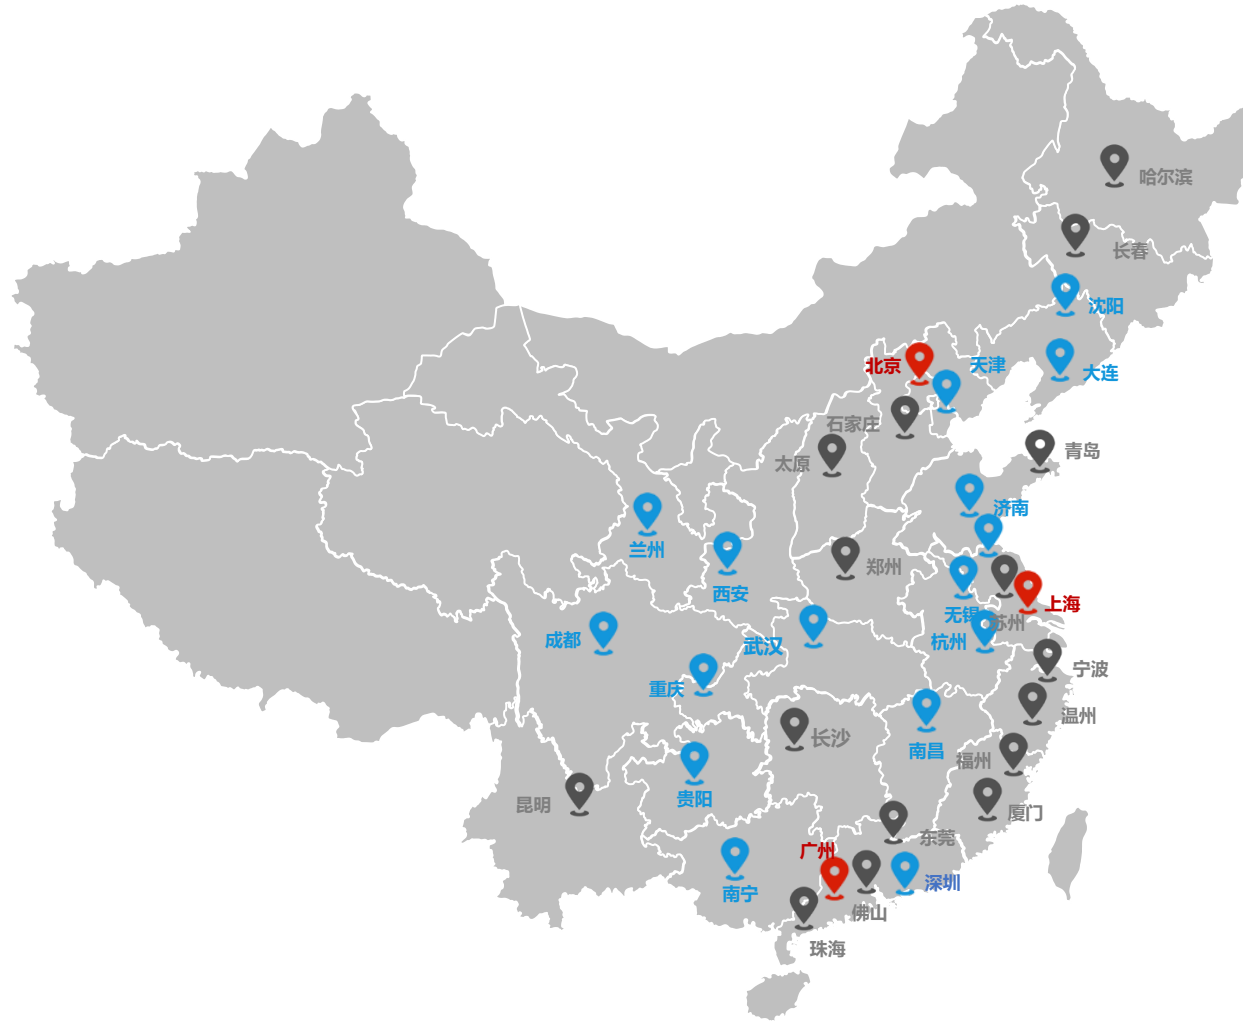 哈尔滨
长春
沈阳
北京
天津
大连
石家庄
青岛
太原
济南
兰州
郑州
西安
上海
无锡
苏州
成都
武汉
杭州
宁波
重庆
温州
长沙
南昌
福州
贵阳
昆明
厦门
东莞
广州
深圳
南宁
佛山
珠海